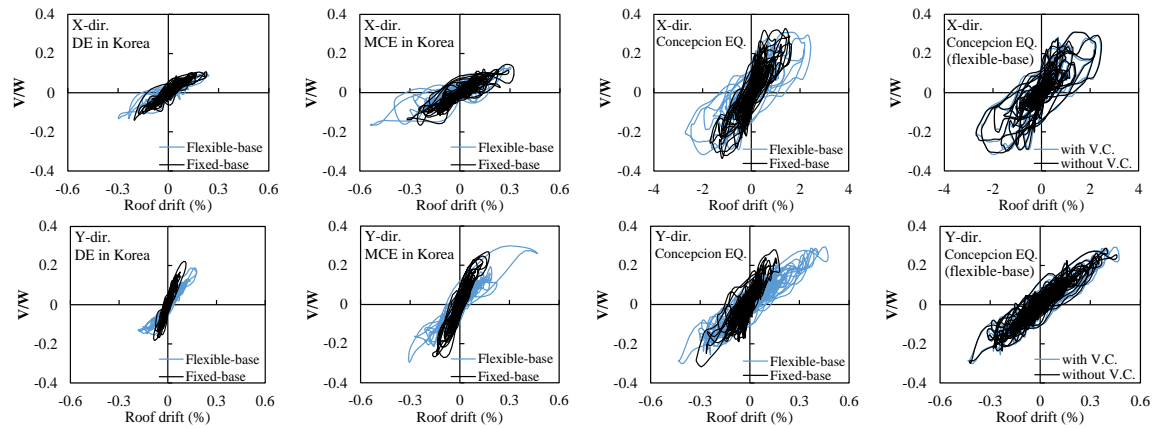 X-dir.
DE in Korea
V/W
0.4
0.2
0
-0.2
-0.4
-0.6
-0.3
0
0.3
0.6
Flexible-base
Fixed-base
Roof drift (%)
X-dir.
MCE in Korea
0.4
0.2
0
-0.2
-0.4
-0.6
-0.3
0
0.3
0.6
Flexible-base
Fixed-base
Roof drift (%)
X-dir.
Concepcion EQ.
V/W
0.4
0.2
0
-0.2
-0.4
-4
-2
0
2
4
Flexible-base
Fixed-base
Roof drift (%)
X-dir.
Concepcion EQ.
(flexible-base)
V/W
0.4
0.2
0
-0.2
-0.4
-4
-2
0
2
4
with V.C.
without V.C.
Roof drift (%)
Y-dir.
DE in Korea
V/W
0.4
0.2
0
-0.2
-0.4
-0.6
-0.3
0
0.3
0.6
Flexible-base
Fixed-base
Roof drift (%)
Y-dir.
MCE in Korea
V/W
0.4
0.2
0
-0.2
-0.4
-0.6
-0.3
0
0.3
0.6
Flexible-base
Fixed-base
Roof drift (%)
Y-dir.
Concepcion EQ.
V/W
0.4
0.2
0
-0.2
-0.4
-0.6
-0.3
0
0.3
0.6
Flexible-base
Fixed-base
Roof drift (%)
Y-dir.
Concepcion EQ.
(flexible-base)
V/W
0.4
0.2
0
-0.2
-0.4
-0.6
-0.3
0
0.3
0.6
with V.C.
without V.C.
Roof drift (%)